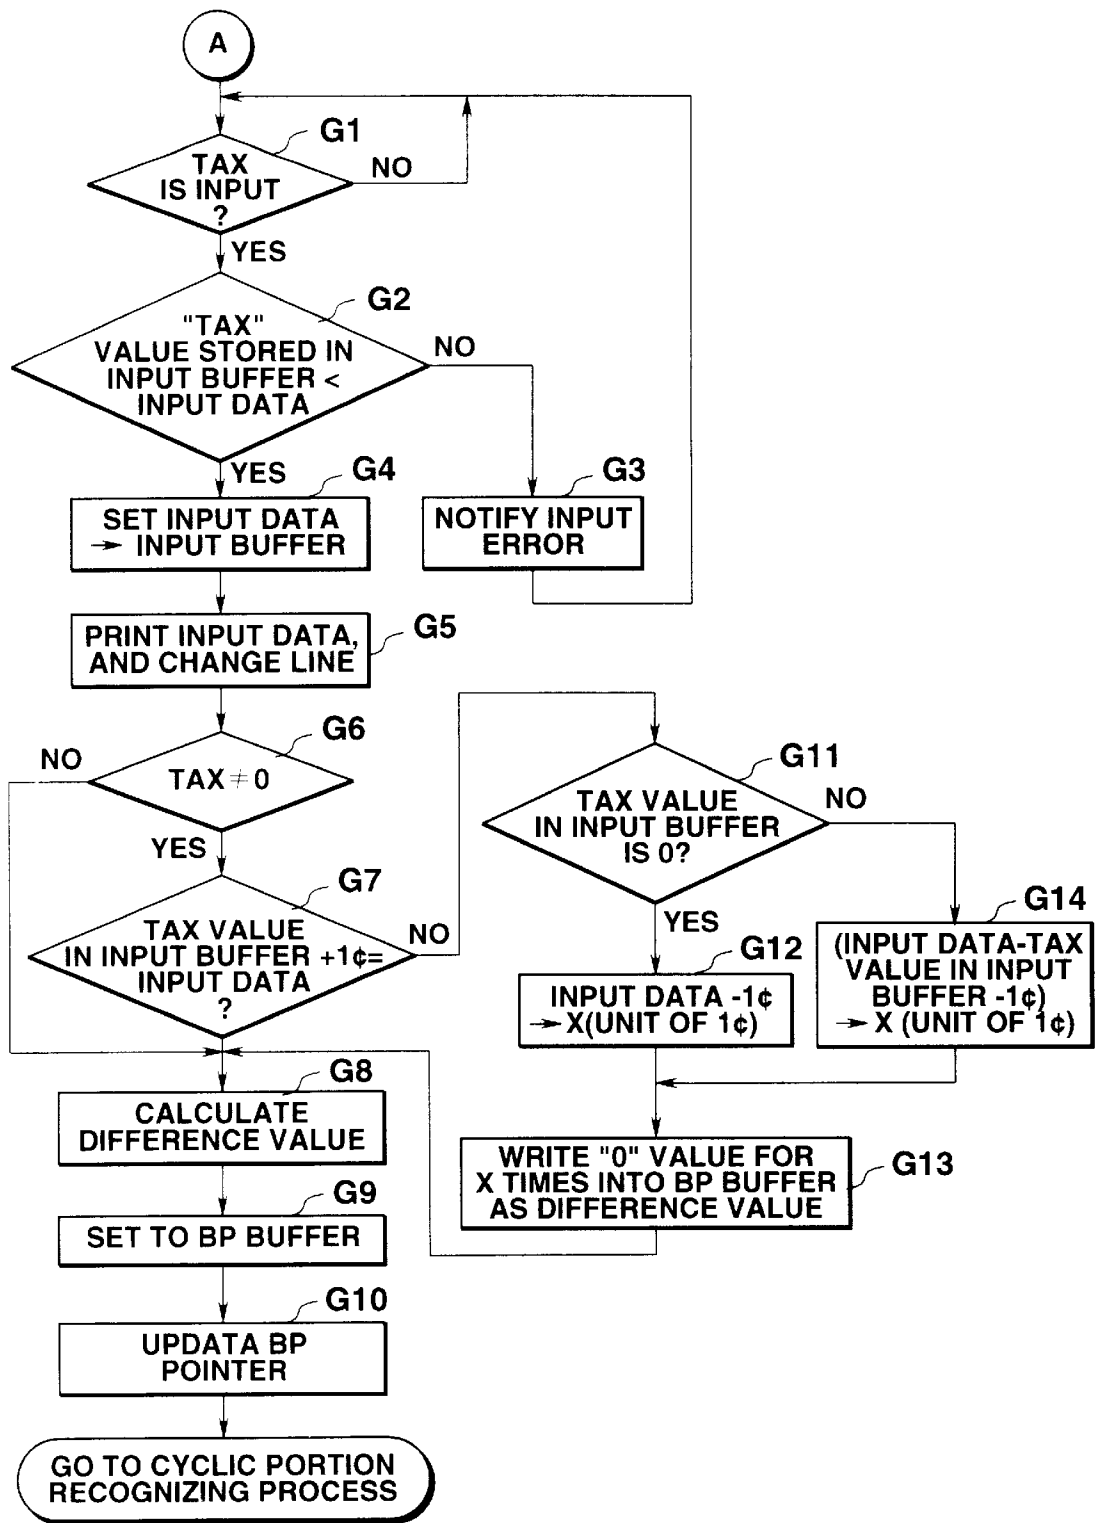 A
G1
TAX
IS INPUT
?
NO
YES
G2
"TAX"
VALUE STORED IN
INPUT BUFFER <
INPUT DATA
NO
YES
G4
SET INPUT DATA
→ INPUT BUFFER
G3
NOTIFY INPUT
ERROR
G5
PRINT INPUT DATA,
AND CHANGE LINE
G6
NO
TAX ≠ 0
YES
G7
TAX VALUE
IN INPUT BUFFER +1¢=
INPUT DATA
?
NO
G11
TAX VALUE
IN INPUT BUFFER
IS 0?
NO
YES
G12
INPUT DATA -1¢
→ X(UNIT OF 1¢)
G14
(INPUT DATA-TAX
VALUE IN INPUT
BUFFER -1¢)
→ X (UNIT OF 1¢)
G8
CALCULATE
DIFFERENCE VALUE
G13
WRITE "0" VALUE FOR
X TIMES INTO BP BUFFER
AS DIFFERENCE VALUE
G9
SET TO BP BUFFER
G10
UPDATA BP
POINTER
GO TO CYCLIC PORTION
RECOGNIZING PROCESS